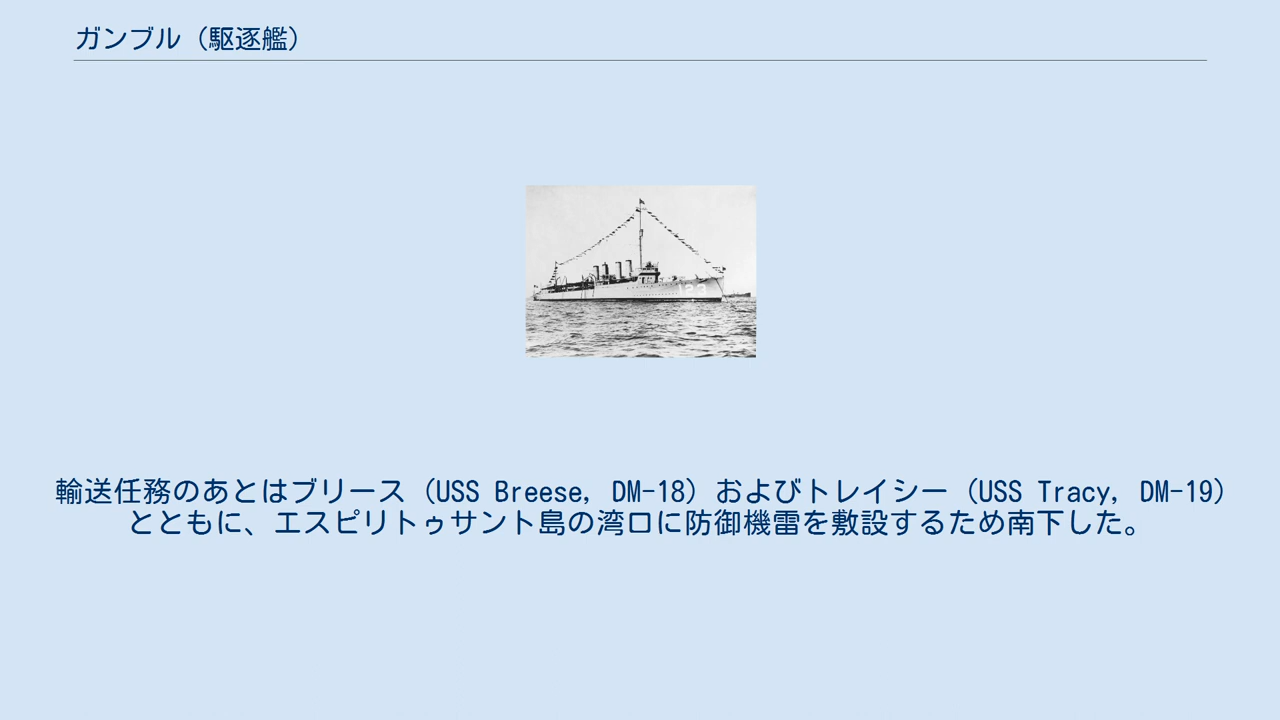 ガンブル（駆逐艦）
123
輸送任務のあとはブリース（USS Breese, DM-18）およびトレイシー（USS Tracy, DM-19）
とともに、エスピリトゥサント島の湾口に防御機雷を敷設するため南下した。